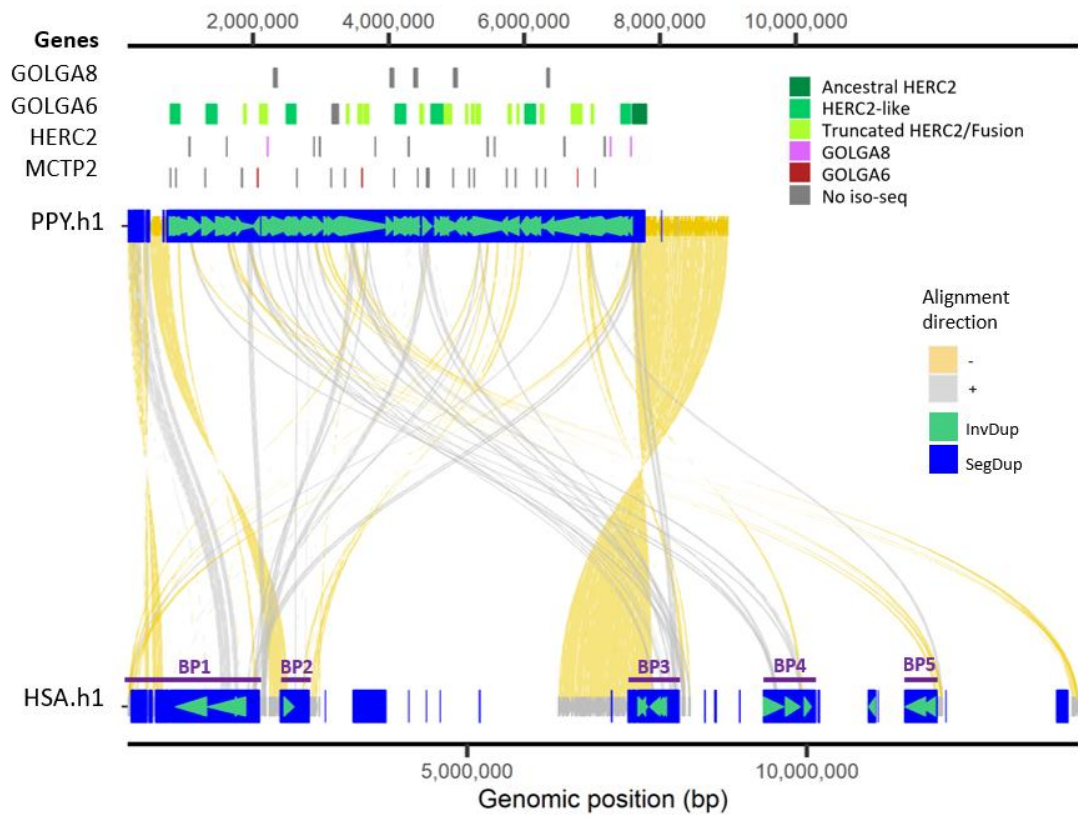 2,000,000 4,000,000 6,000,000 8,000,000 10,000,000
Genes
GOLGA8
GOLGA6
HERC2
MCTP2
PPY.h1
Ancestral HERC2
HERC2-like
Truncated HERC2/Fusion
GOLGA8
GOLGA6
No iso-seq
Alignment
direction
-
+
InvDup
SegDup
BP1 BP2 BP3 BP4 BP5
HSA.h1
5,000,000 10,000,000
Genomic position (bp)